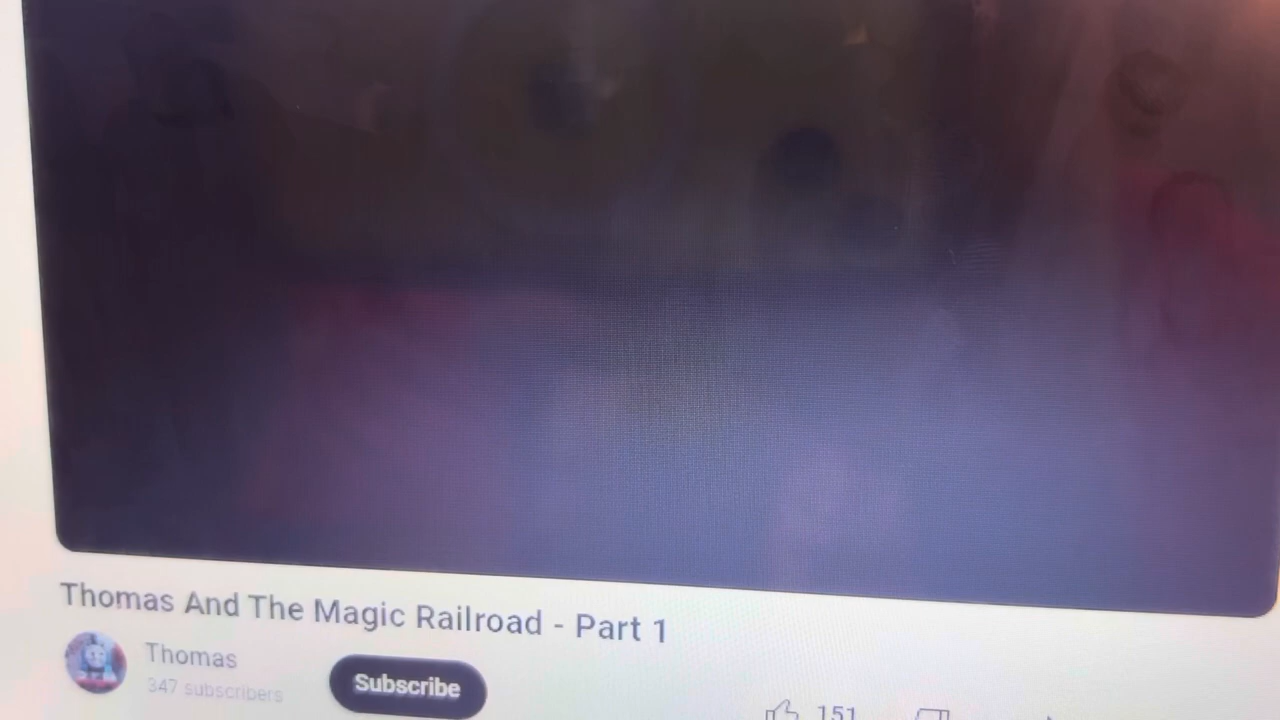 Thomas And The Magic Railroad - Part 1
Thomas
347 subscribers
Subscribe
151